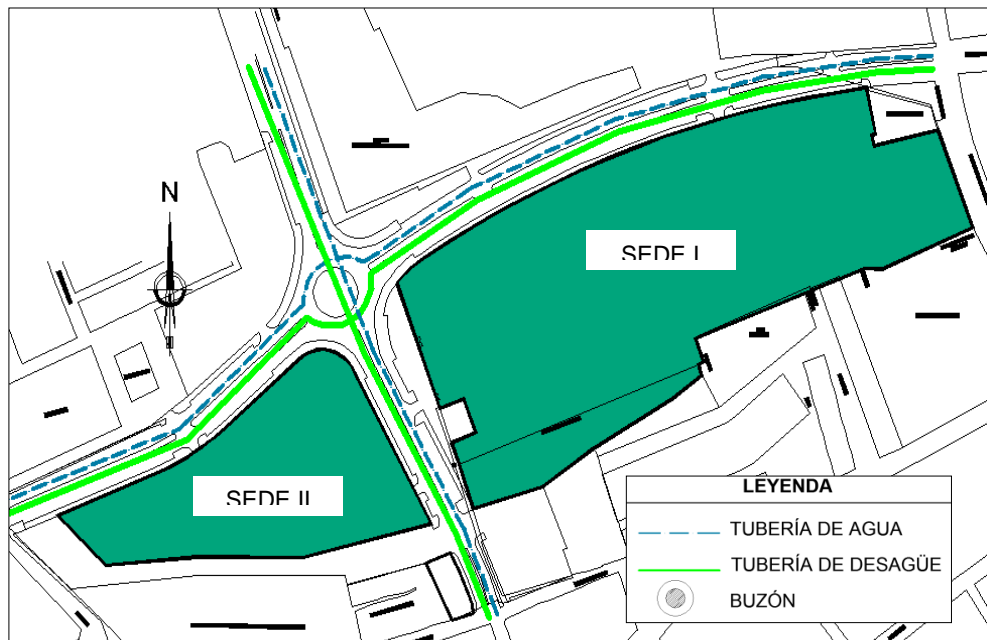 N
SEDE I
SEDE II
LEYENDA
TUBERÍA DE AGUA
TUBERÍA DE DESAGÜE
BUZÓN